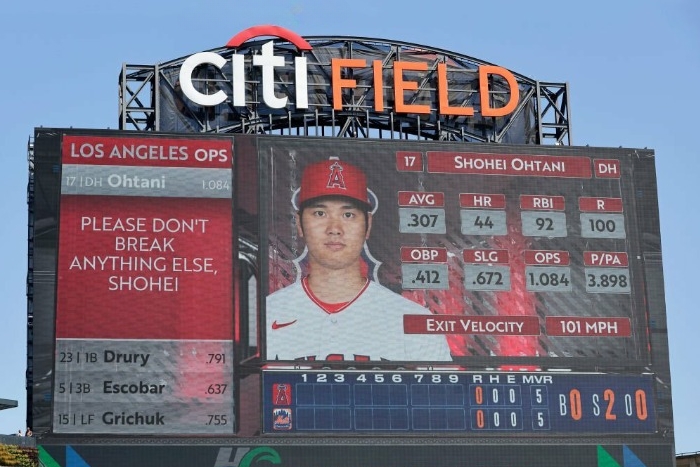 citi FIELD
LOS ANGELES OPS
17 | DH Ohtani 1.084
PLEASE DON'T
BREAK
ANYTHING ELSE,
SHOHEI
23 | 1B Drury .791
5 | 3B Escobar .637
15 | LF Grichuk .755
17 SHOHEI OHTANI DH
AVG HR RBI R
.307 44 92 100
OBP SLG OPS P/PA
.412 .672 1.084 3.898
EXIT VELOCITY 101 MPH
1 2 3 4 5 6 7 8 9 R H E MVR
A 0 0 0 5
Mets 0 0 0 5
B 0 S 2 0 0